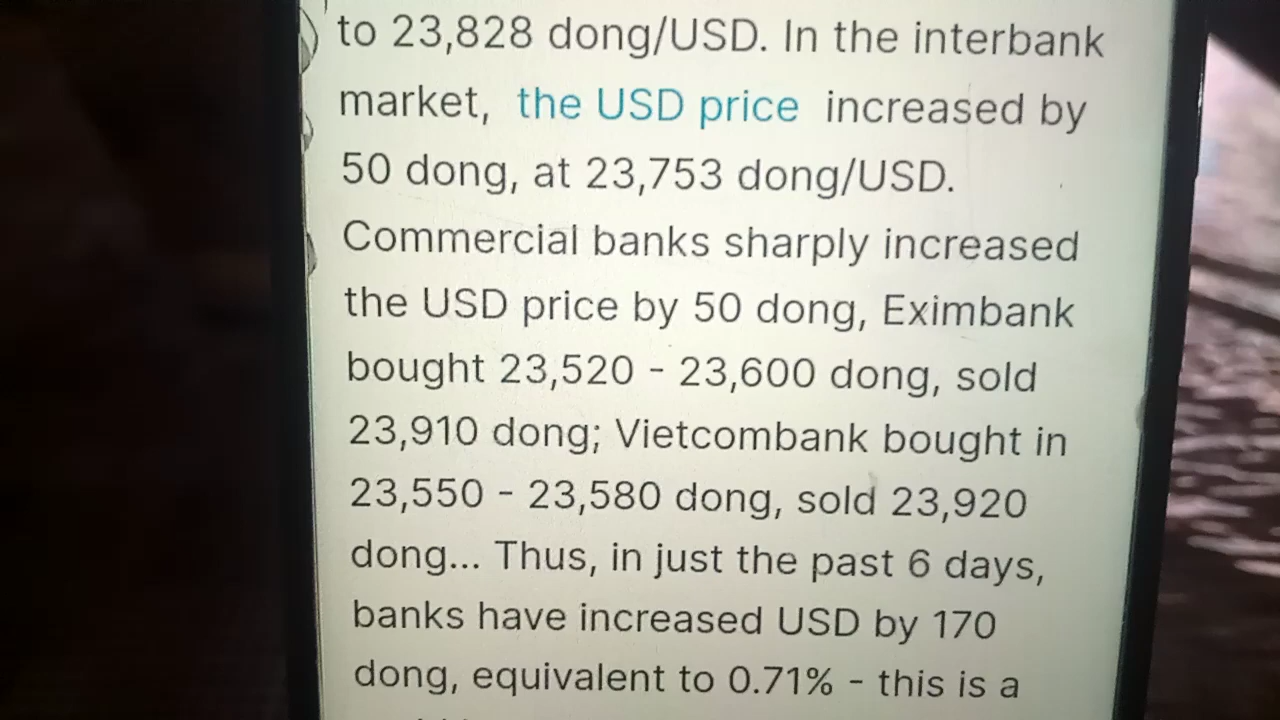 to 23,828 dong/USD. In the interbank
market, the USD price increased by
50 dong, at 23,753 dong/USD.
Commercial banks sharply increased
the USD price by 50 dong, Eximbank
bought 23,520 - 23,600 dong, sold
23,910 dong; Vietcombank bought in
23,550 - 23,580 dong, sold 23,920
dong... Thus, in just the past 6 days,
banks have increased USD by 170
dong, equivalent to 0.71% - this is a